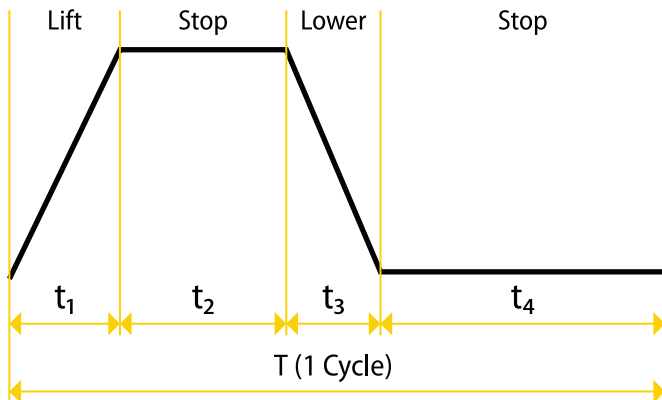 Lift Stop Lower Stop
t₁ t₂ t₃ t₄
T (1 Cycle)